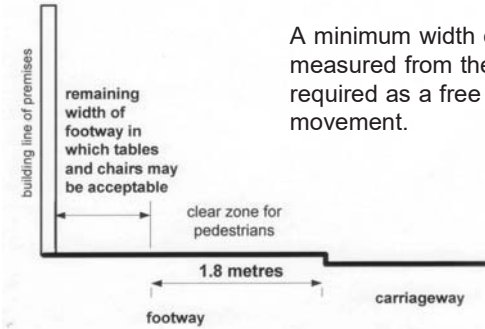 building line of premises
remaining
width of
footway in
which tables
and chairs may
be acceptable
A minimum width
measured from the
required as a free
movement.
clear zone for
pedestrians
1.8 metres
carriageway
footway